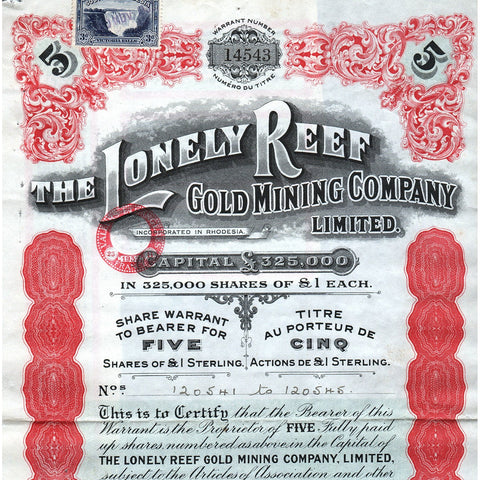 VICTORIA FALLS
3d 3d
WARRANT NUMBER
14543
NUMÉRO DU TITRE
5 5
THE LONELY REEF
GOLD MINING COMPANY
LIMITED.
INCORPORATED IN RHODESIA.
CAPITAL £325,000
IN 325,000 SHARES OF £1 EACH.
SHARE WARRANT
TO BEARER FOR
FIVE
SHARES OF £1 STERLING.
TITRE
AU PORTEUR DE
CINQ
ACTIONS DE £1 STERLING.
Nos. 120541 to 120545.
This is to Certify that the Bearer of this
Warrant is the Proprietor of FIVE Fully paid
up shares, numbered as above, in the Capital of
THE LONELY REEF GOLD MINING COMPANY, LIMITED,
subject to the Articles of Association and other